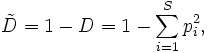 D̃ = 1 − D = 1 − ∑_{i=1}^{S} p_i^2,